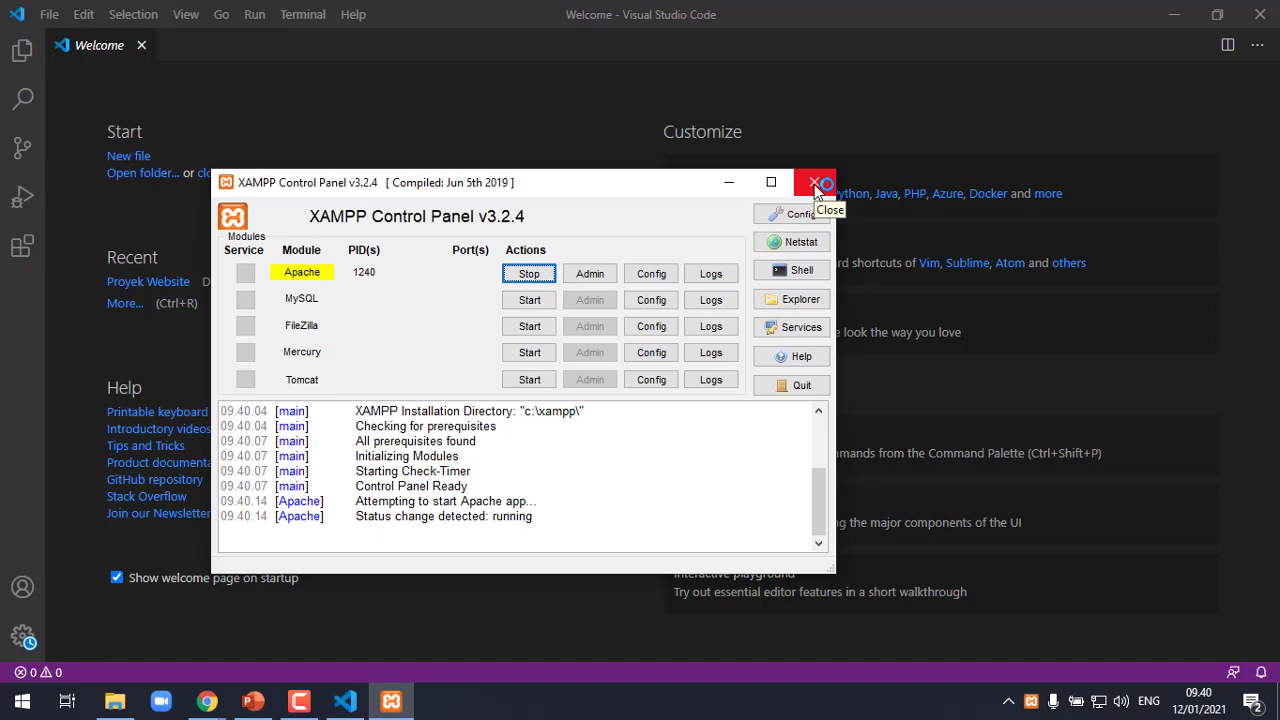 File Edit Selection View Go Run Terminal Help Welcome - Visual Studio Code
Welcome
Start
New file
Open folder... or
Recent
Proyek Website
More... (Ctrl+R)
Help
Printable keyboard
Introductory videos
Tips and Tricks
Product documenta
GitHub repository
Stack Overflow
Join our Newsletter
Show welcome page on startup
Customize
Java, PHP, Azure, Docker and more
shortcuts of Vim, Sublime, Atom and others
look the way you love
from the Command Palette (Ctrl+Shift+P)
the major components of the UI
Interactive playground
Try out essential editor features in a short walkthrough
XAMPP Control Panel v3.2.4 [ Compiled: Jun 5th 2019 ]
Close
XAMPP Control Panel v3.2.4
Modules
Service Module PID(s) Port(s) Actions
Apache 1240 Stop Admin Config Logs
MySQL Start Admin Config Logs
FileZilla Start Admin Config Logs
Mercury Start Admin Config Logs
Tomcat Start Admin Config Logs
Config
Netstat
Shell
Explorer
Services
Help
Quit
09.40.04 [main] XAMPP Installation Directory: "c:\xampp\"
09.40.04 [main] Checking for prerequisites
09.40.07 [main] All prerequisites found
09.40.07 [main] Initializing Modules
09.40.07 [main] Starting Check-Timer
09.40.07 [main] Control Panel Ready
09.40.14 [Apache] Attempting to start Apache app...
09.40.14 [Apache] Status change detected: running
0 0
ENG
09.40
12/01/2021
2